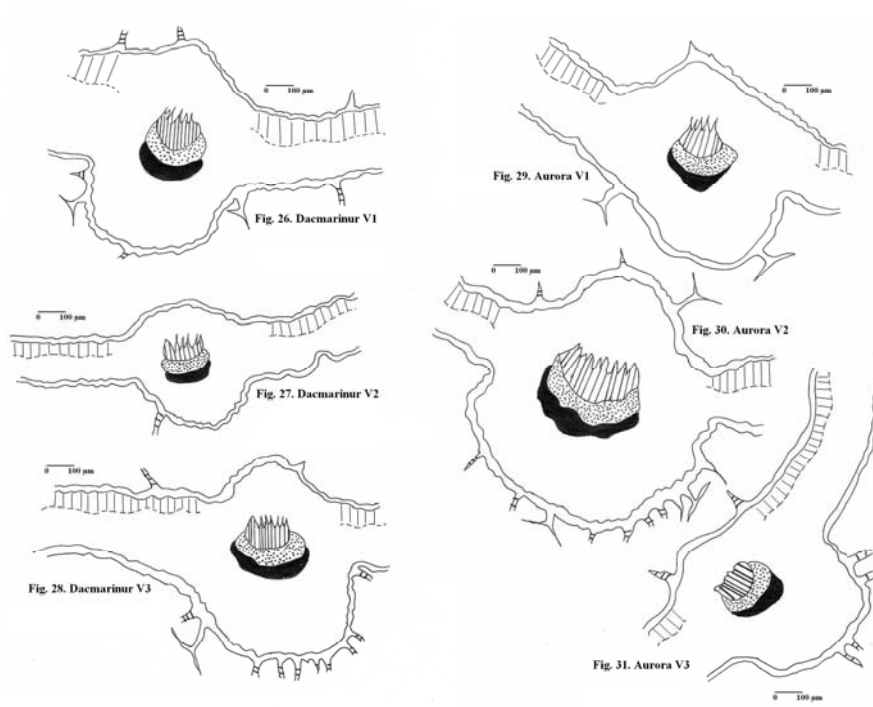 0 100 µm
Fig. 26. Dacmarinur V1
0 100 µm
Fig. 27. Dacmarinur V2
0 100 µm
Fig. 28. Dacmarinur V3
0 100 µm
Fig. 29. Aurora V1
0 100 µm
Fig. 30. Aurora V2
Fig. 31. Aurora V3
0 100 µm